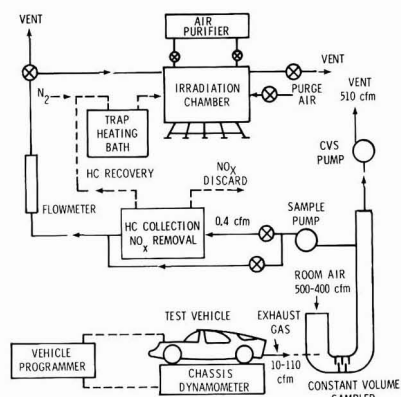 VENT
AIR
PURIFIER
VENT
IRRADIATION
CHAMBER
PURGE
AIR
VENT
510 cfm
N2
TRAP
HEATING
BATH
CVS
PUMP
HC RECOVERY
NOX
DISCARD
FLOWMETER
HC COLLECTION
NOX REMOVAL
0.4 cfm
SAMPLE
PUMP
ROOM AIR
500-400 cfm
TEST VEHICLE
EXHAUST
GAS
VEHICLE
PROGRAMMER
10-110
cfm
CHASSIS
DYNAMOMETER
CONSTANT VOLUME
SAMPLER